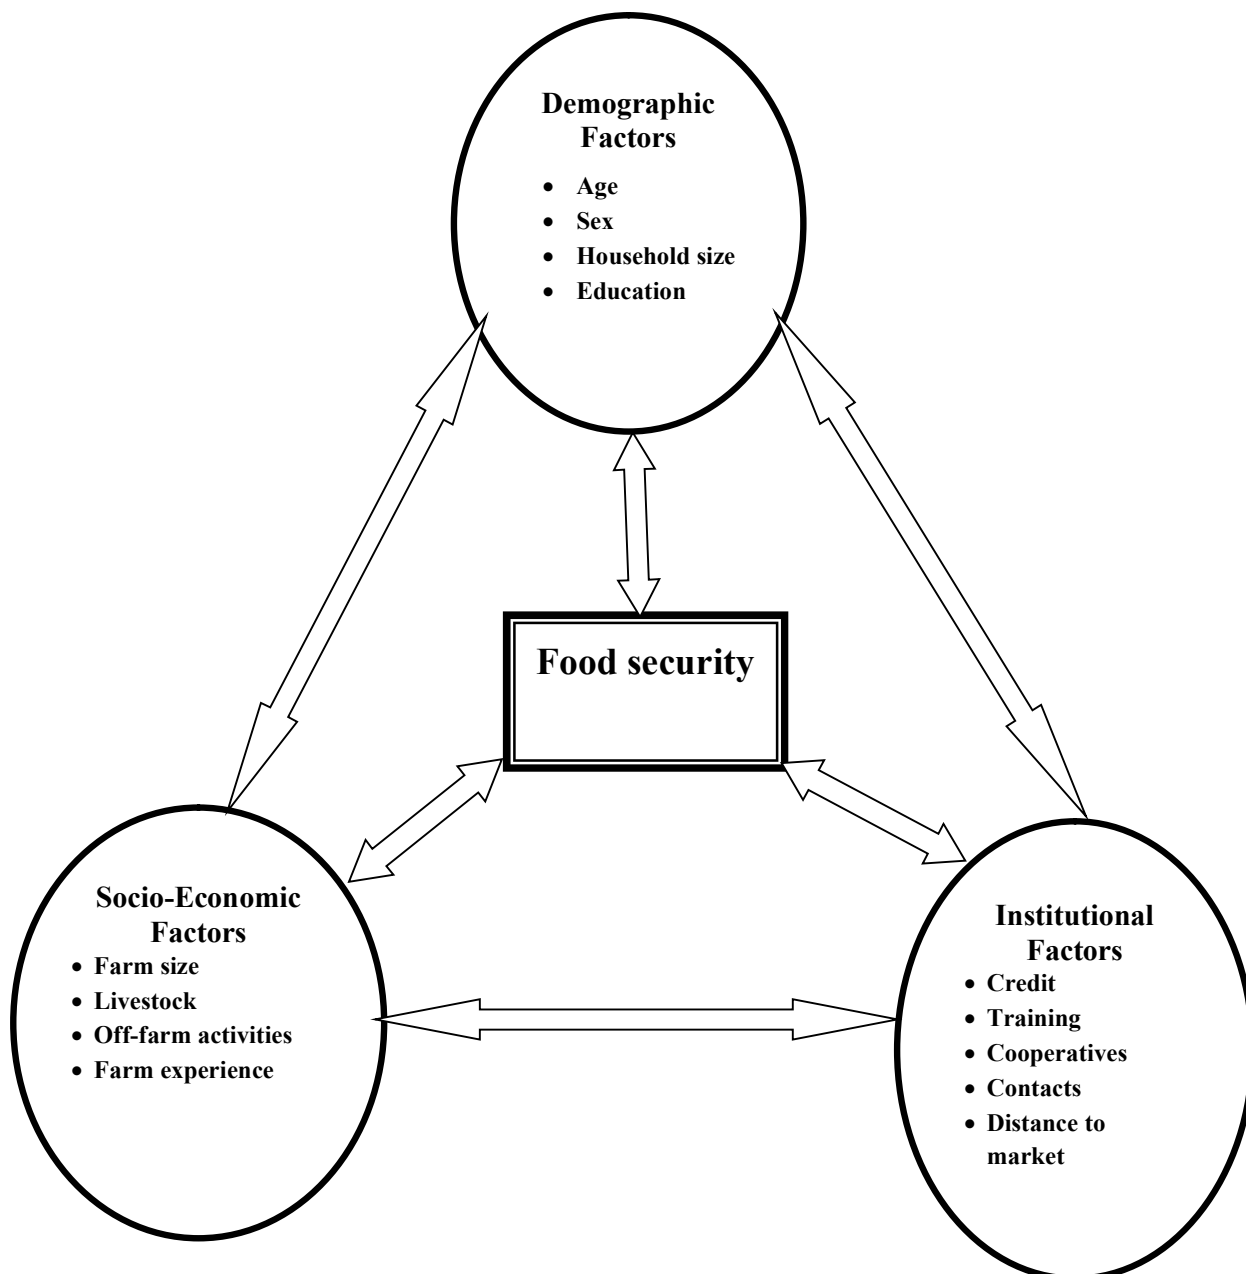 Demographic
Factors
• Age
• Sex
• Household size
• Education
Food security
Socio-Economic
Factors
• Farm size
• Livestock
• Off-farm activities
• Farm experience
Institutional
Factors
• Credit
• Training
• Cooperatives
• Contacts
• Distance to
market